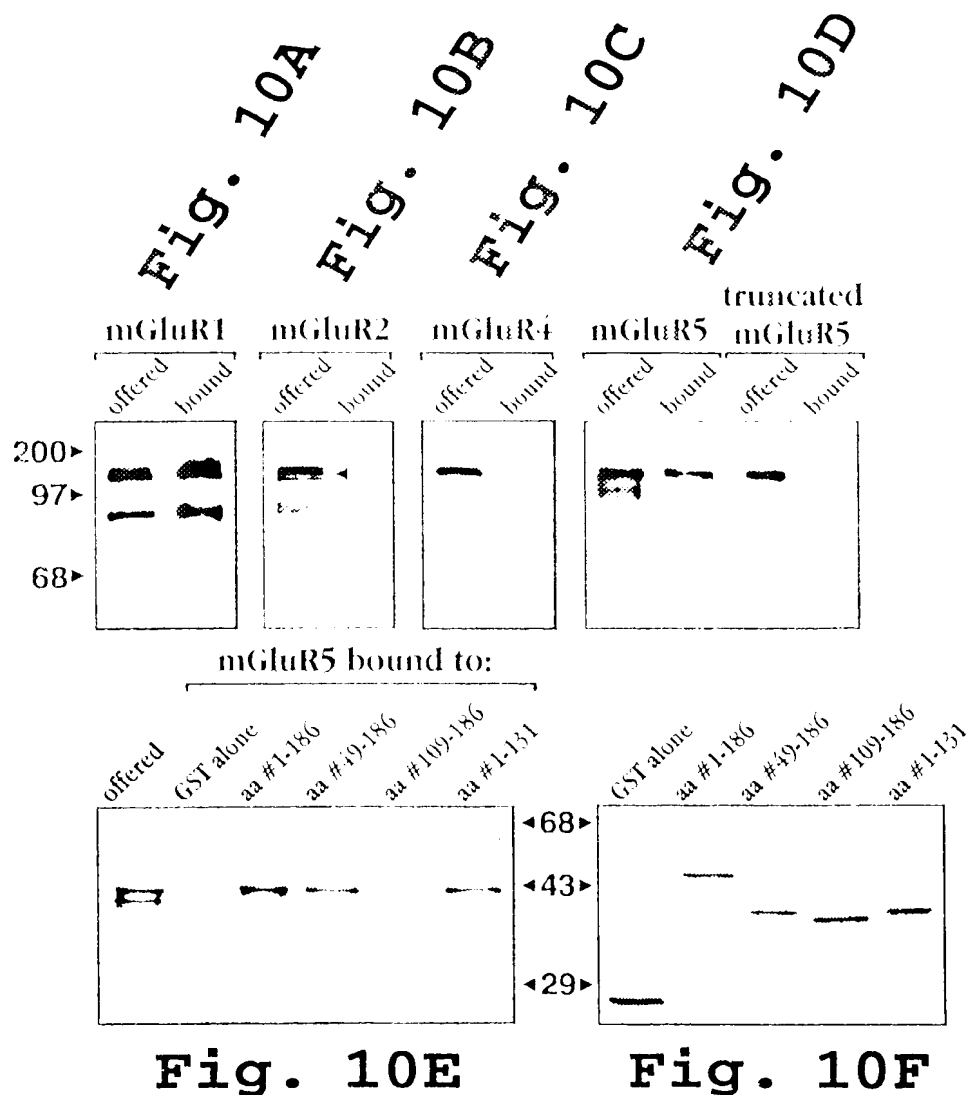 Fig. 10A
Fig. 10B
Fig. 10C
Fig. 10D
mGluR1
mGluR2
mGluR4
mGluR5
truncated
mGluR5
offered
bound
offered
bound
offered
bound
offered
bound
offered
bound
200►
97►
68►
mGluR5 bound to:
offered
GST alone
aa #1-186
aa #49-186
aa #109-186
aa #1-131
GST alone
aa #1-186
aa #49-186
aa #109-186
aa #1-131
◄68►
◄43►
◄29►
Fig. 10E
Fig. 10F